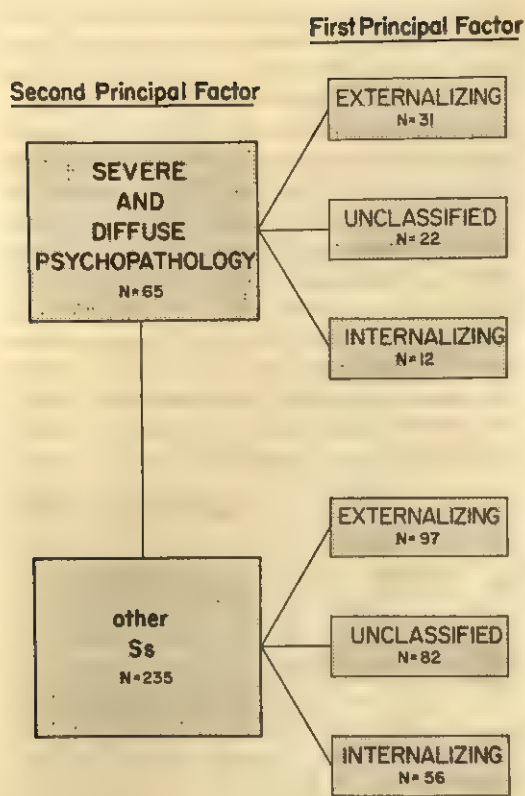 First Principal Factor
Second Principal Factor
EXTERNALIZING
N=31
SEVERE
AND
DIFFUSE
PSYCHOPATHOLOGY
N=65
UNCLASSIFIED
N=22
INTERNALIZING
N=12
EXTERNALIZING
N=97
other
Ss
N=235
UNCLASSIFIED
N=82
INTERNALIZING
N=56